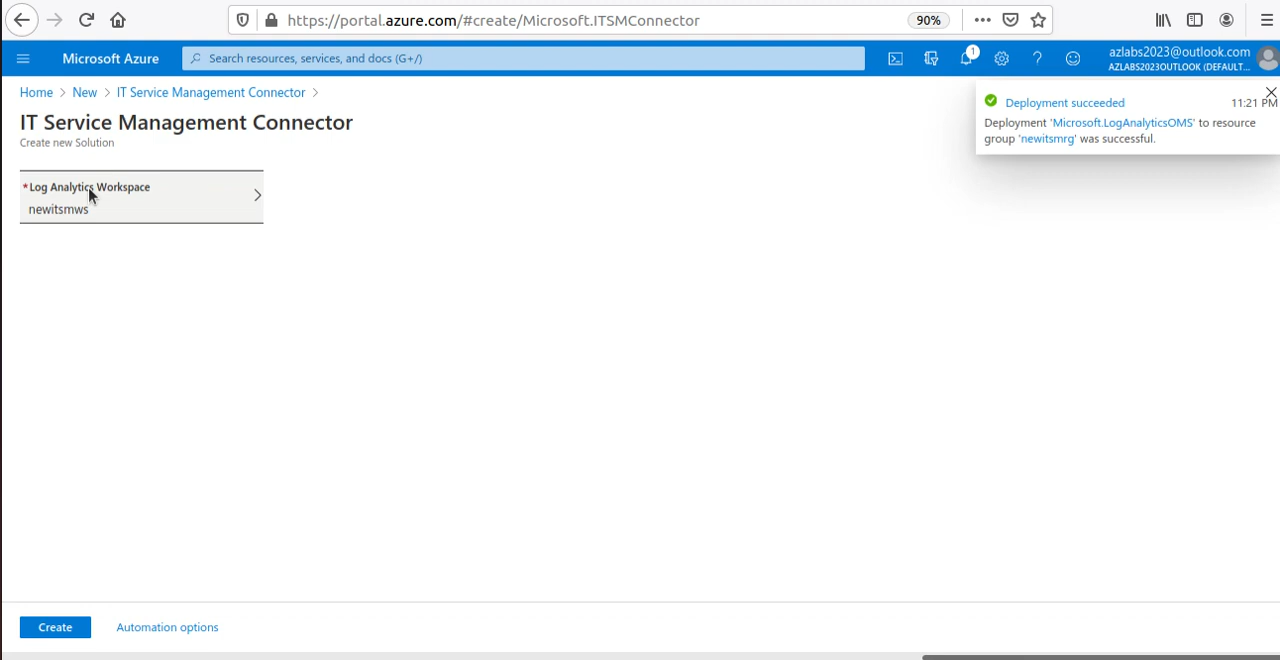 https://portal.azure.com/#create/Microsoft.ITSMConnector
90%
Microsoft Azure
Search resources, services, and docs (G+/)
1
azlabs2023@outlook.com
AZLABS2023OUTLOOK (DEFAULT...
Home > New > IT Service Management Connector >
IT Service Management Connector
Create new Solution
Deployment succeeded 11:21 PM
Deployment 'Microsoft.LogAnalyticsOMS' to resource
group 'newitsmrg' was successful.
*Log Analytics Workspace
newitsmws
Create
Automation options